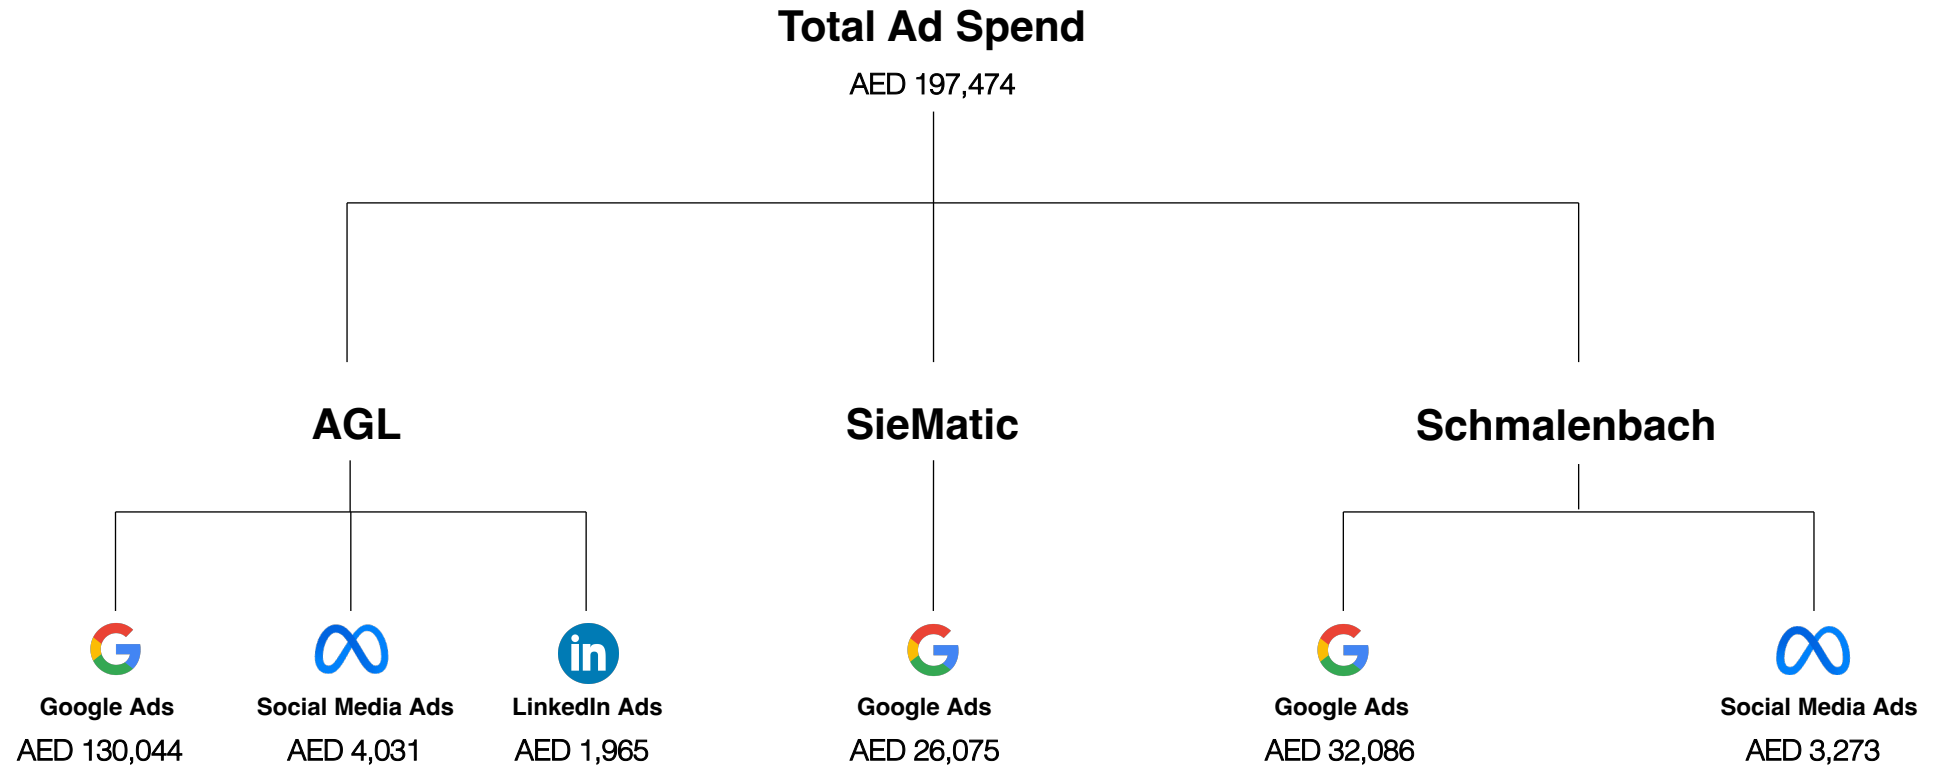 Total Ad Spend
AED 197,474
AGL
SieMatic
Schmalenbach
in
Google Ads
Social Media Ads
LinkedIn Ads
Google Ads
Google Ads
Social Media Ads
AED 130,044
AED 4,031
AED 1,965
AED 26,075
AED 32,086
AED 3,273